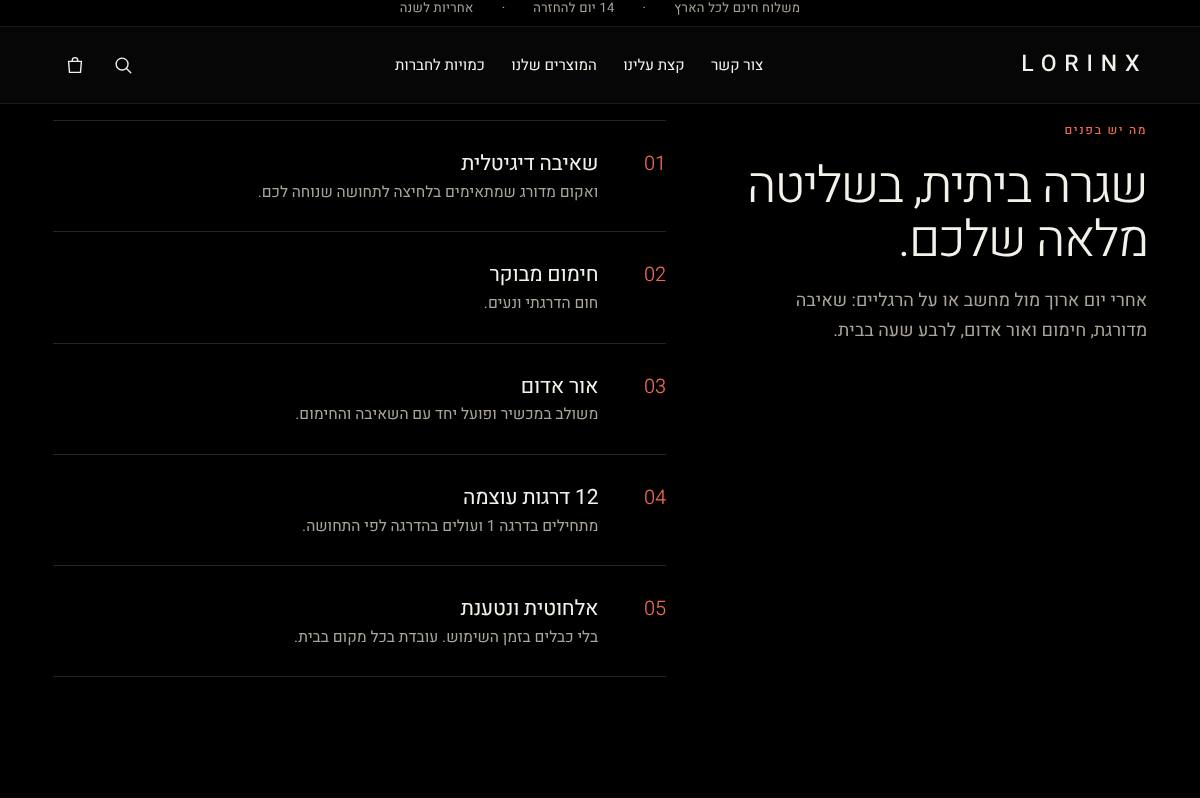 משלוח חינם לכל הארץ · 14 יום להחזרה · אחריות לשנה
LORINX
צור קשר קצת עלינו המוצרים שלנו כמויות לחברות
מה יש בפנים
שגרה ביתית, בשליטה
מלאה שלכם.
אחרי יום ארוך מול מחשב או על הרגליים: שאיבה
מדורגת, חימום ואור אדום, לרבע שעה בבית.
01 שאיבה דיגיטלית
ואקום מדורג שמתאימים בלחיצה לתחושה שנוחה לכם.
02 חימום מבוקר
חום הדרגתי ונעים.
03 אור אדום
משולב במכשיר ופועל יחד עם השאיבה והחימום.
04 12 דרגות עוצמה
מתחילים בדרגה 1 ועולים בהדרגה לפי התחושה.
05 אלחוטית ונטענת
בלי כבלים בזמן השימוש. עובדת בכל מקום בבית.